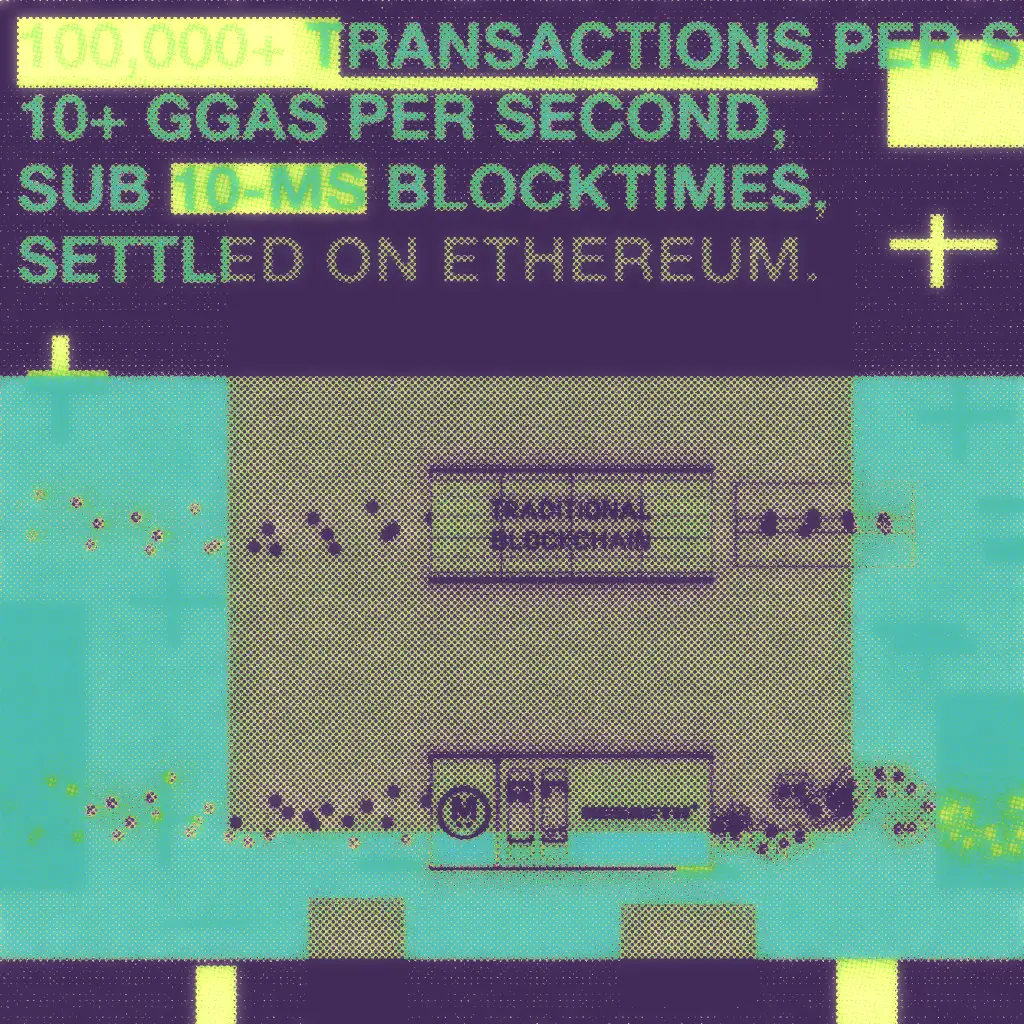 100,000+ TRANSACTIONS PER S
10+ GGAS PER SECOND,
SUB 10-MS BLOCKTIMES,
SETTLED ON ETHEREUM.
TRADITIONAL
BLOCKCHAIN
M